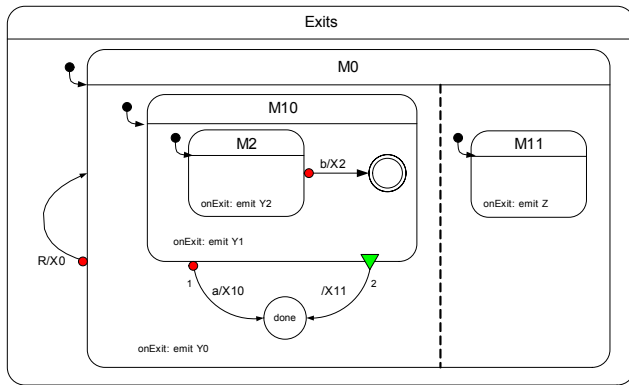 Exits
M0
M10
M2
M11
b/X2
onExit: emit Y2
onExit: emit Z
onExit: emit Y1
R/X0
1
a/X10
/X11
2
done
onExit: emit Y0